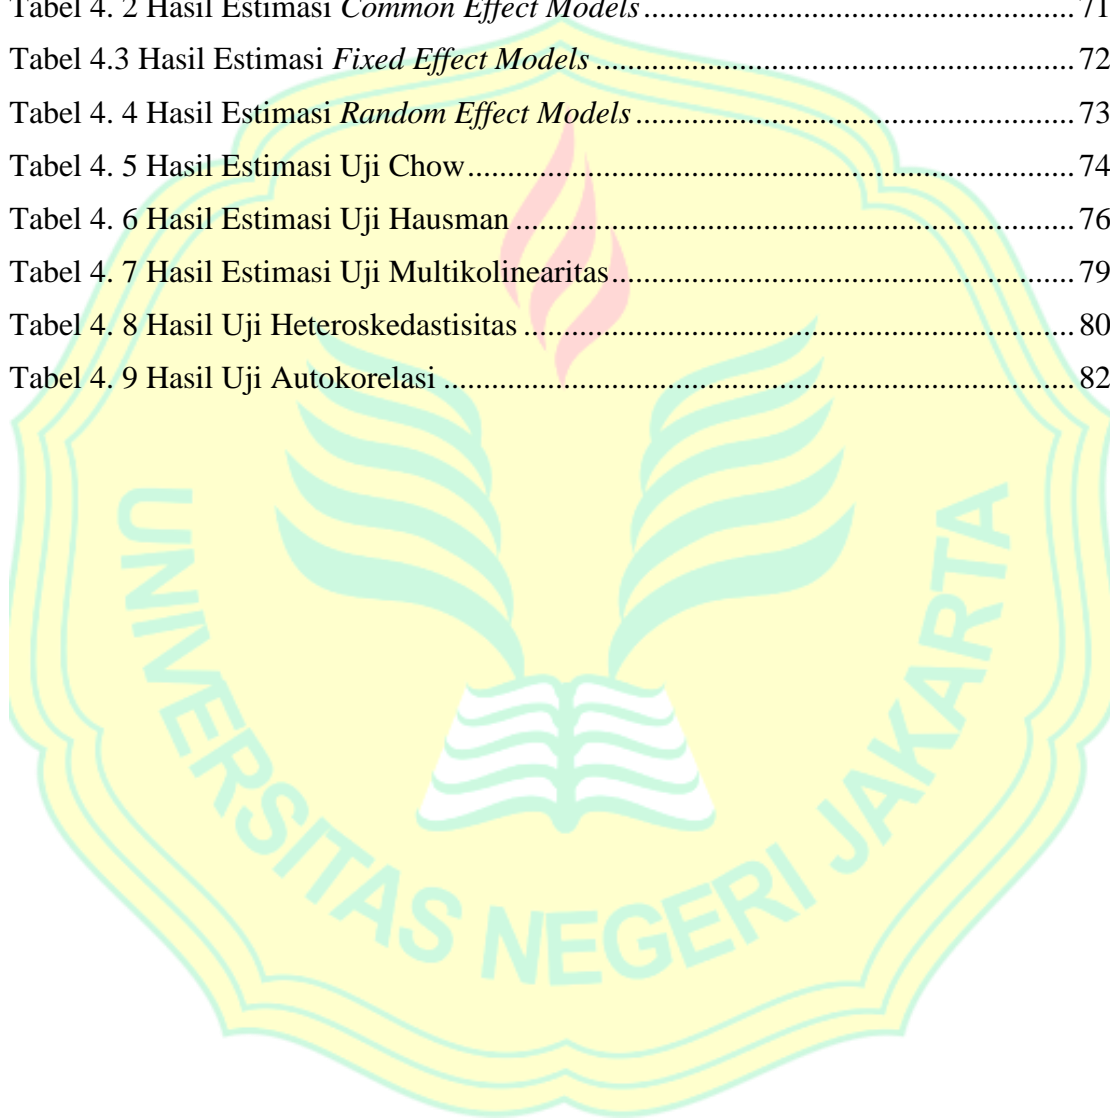 Tabel 4. 2 Hasil Estimasi Common Effect Models ........................................................ 71
Tabel 4.3 Hasil Estimasi Fixed Effect Models .............................................................. 72
Tabel 4. 4 Hasil Estimasi Random Effect Models ......................................................... 73
Tabel 4. 5 Hasil Estimasi Uji Chow ............................................................................... 74
Tabel 4. 6 Hasil Estimasi Uji Hausman ......................................................................... 76
Tabel 4. 7 Hasil Estimasi Uji Multikolinearitas ............................................................. 79
Tabel 4. 8 Hasil Uji Heteroskedastisitas ........................................................................ 80
Tabel 4. 9 Hasil Uji Autokorelasi ................................................................................... 82
UNIVERSITAS NEGERI JAKARTA